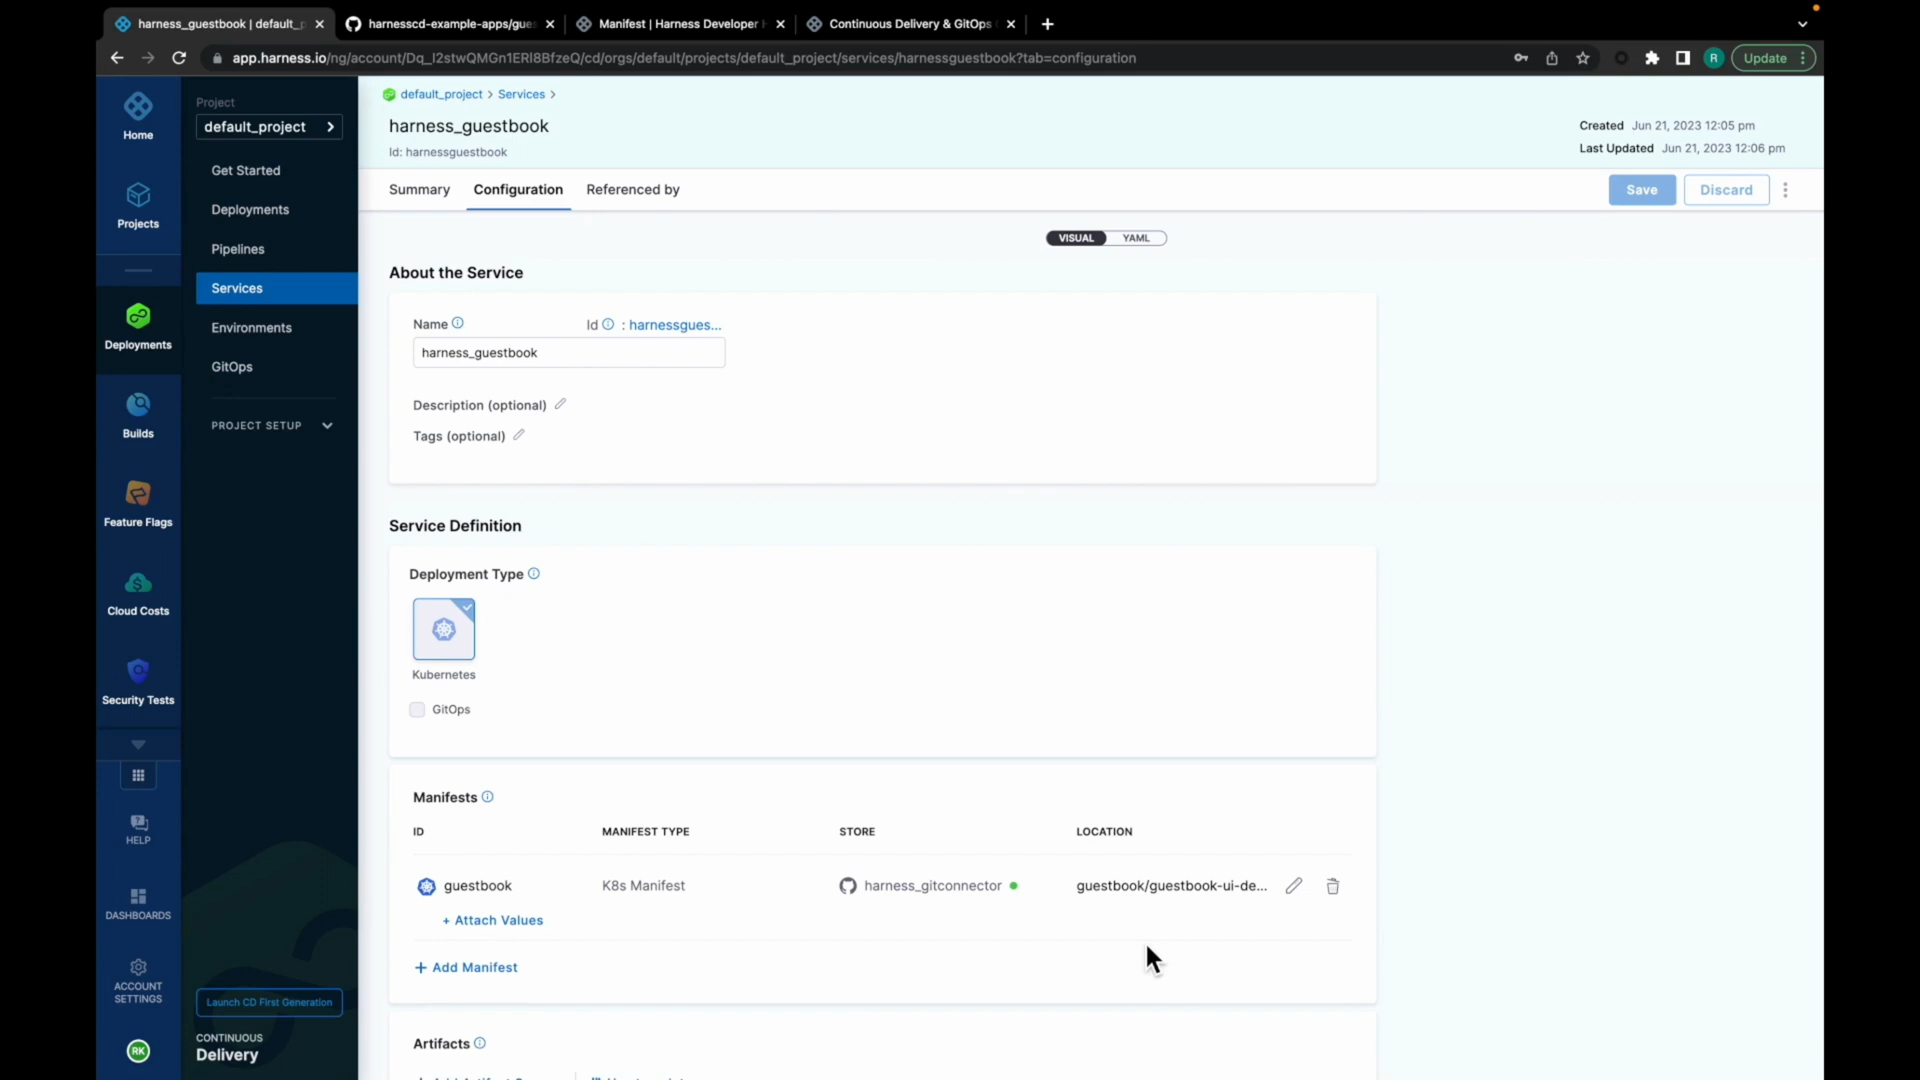 harness_guestbook | default_p
harnesscd-example-apps/gues
Manifest | Harness Developer H
Continuous Delivery & GitOps
app.harness.io/ng/account/Dq_I2stwQMGn1ERl8BfzeQ/cd/orgs/default/projects/default_project/services/harnessguestbook?tab=configuration
R
Update
Home
Projects
Deployments
Builds
Feature Flags
Cloud Costs
Security Tests
HELP
DASHBOARDS
ACCOUNT
SETTINGS
RK
Project
default_project
Get Started
Deployments
Pipelines
Services
Environments
GitOps
PROJECT SETUP
Launch CD First Generation
CONTINUOUS
Delivery
default_project > Services >
harness_guestbook
Id: harnessguestbook
Created Jun 21, 2023 12:05 pm
Last Updated Jun 21, 2023 12:06 pm
Summary Configuration Referenced by
Save Discard
VISUAL YAML
About the Service
Name Id : harnessgues...
harness_guestbook
Description (optional)
Tags (optional)
Service Definition
Deployment Type
Kubernetes
GitOps
Manifests
ID MANIFEST TYPE STORE LOCATION
guestbook K8s Manifest harness_gitconnector guestbook/guestbook-ui-de...
+ Attach Values
+ Add Manifest
Artifacts